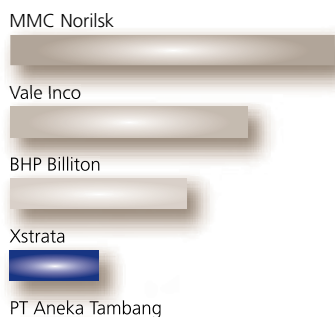 MMC Norilsk
Vale Inco
BHP Billiton
Xstrata
PT Aneka Tambang